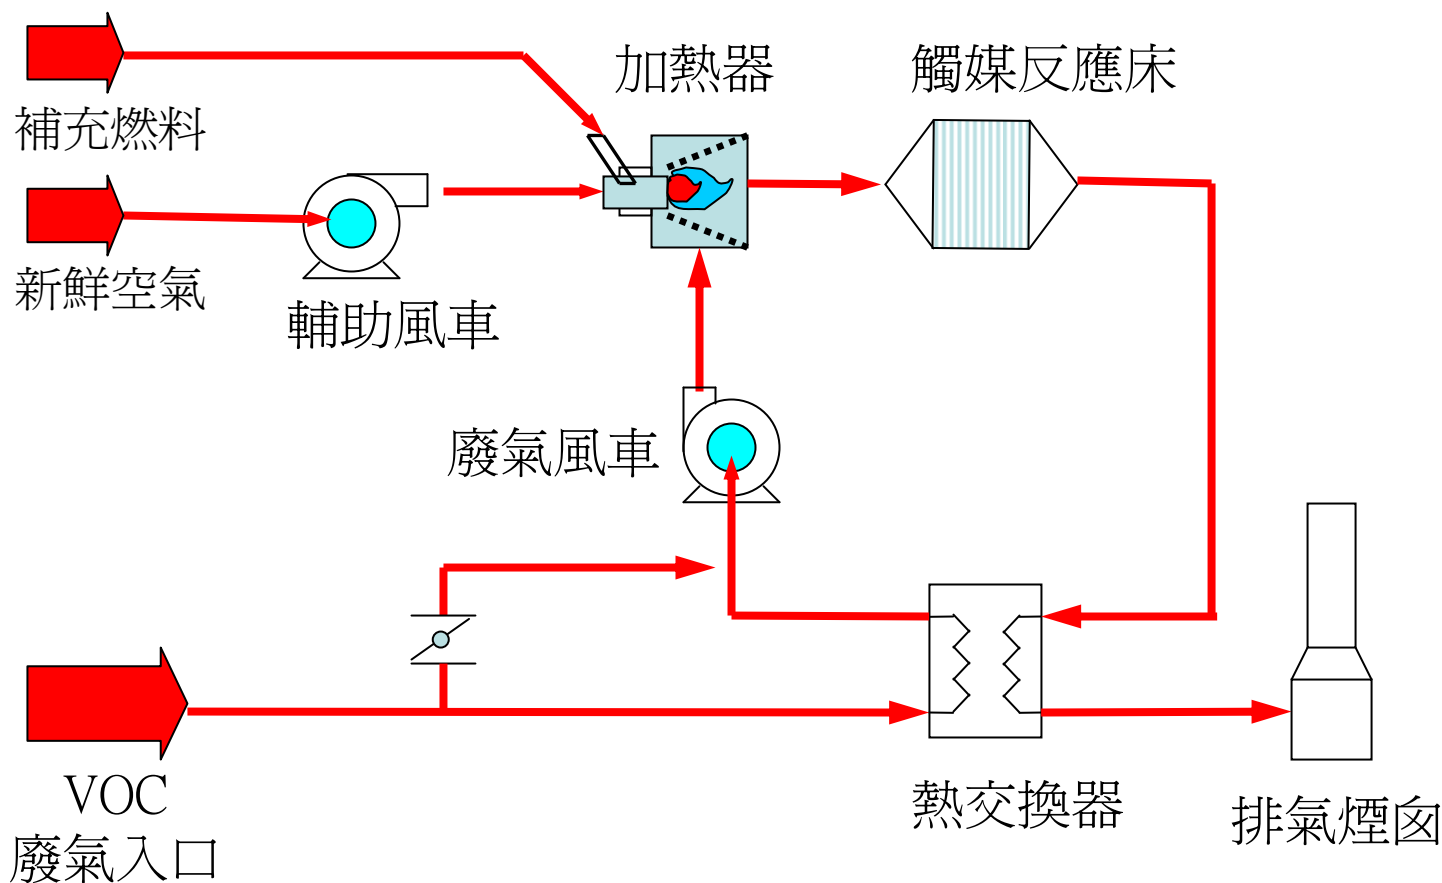 加熱器
觸媒反應床
補充燃料
新鮮空氣
輔助風車
廢氣風車
VOC
廢氣入口
熱交換器
排氣煙囪